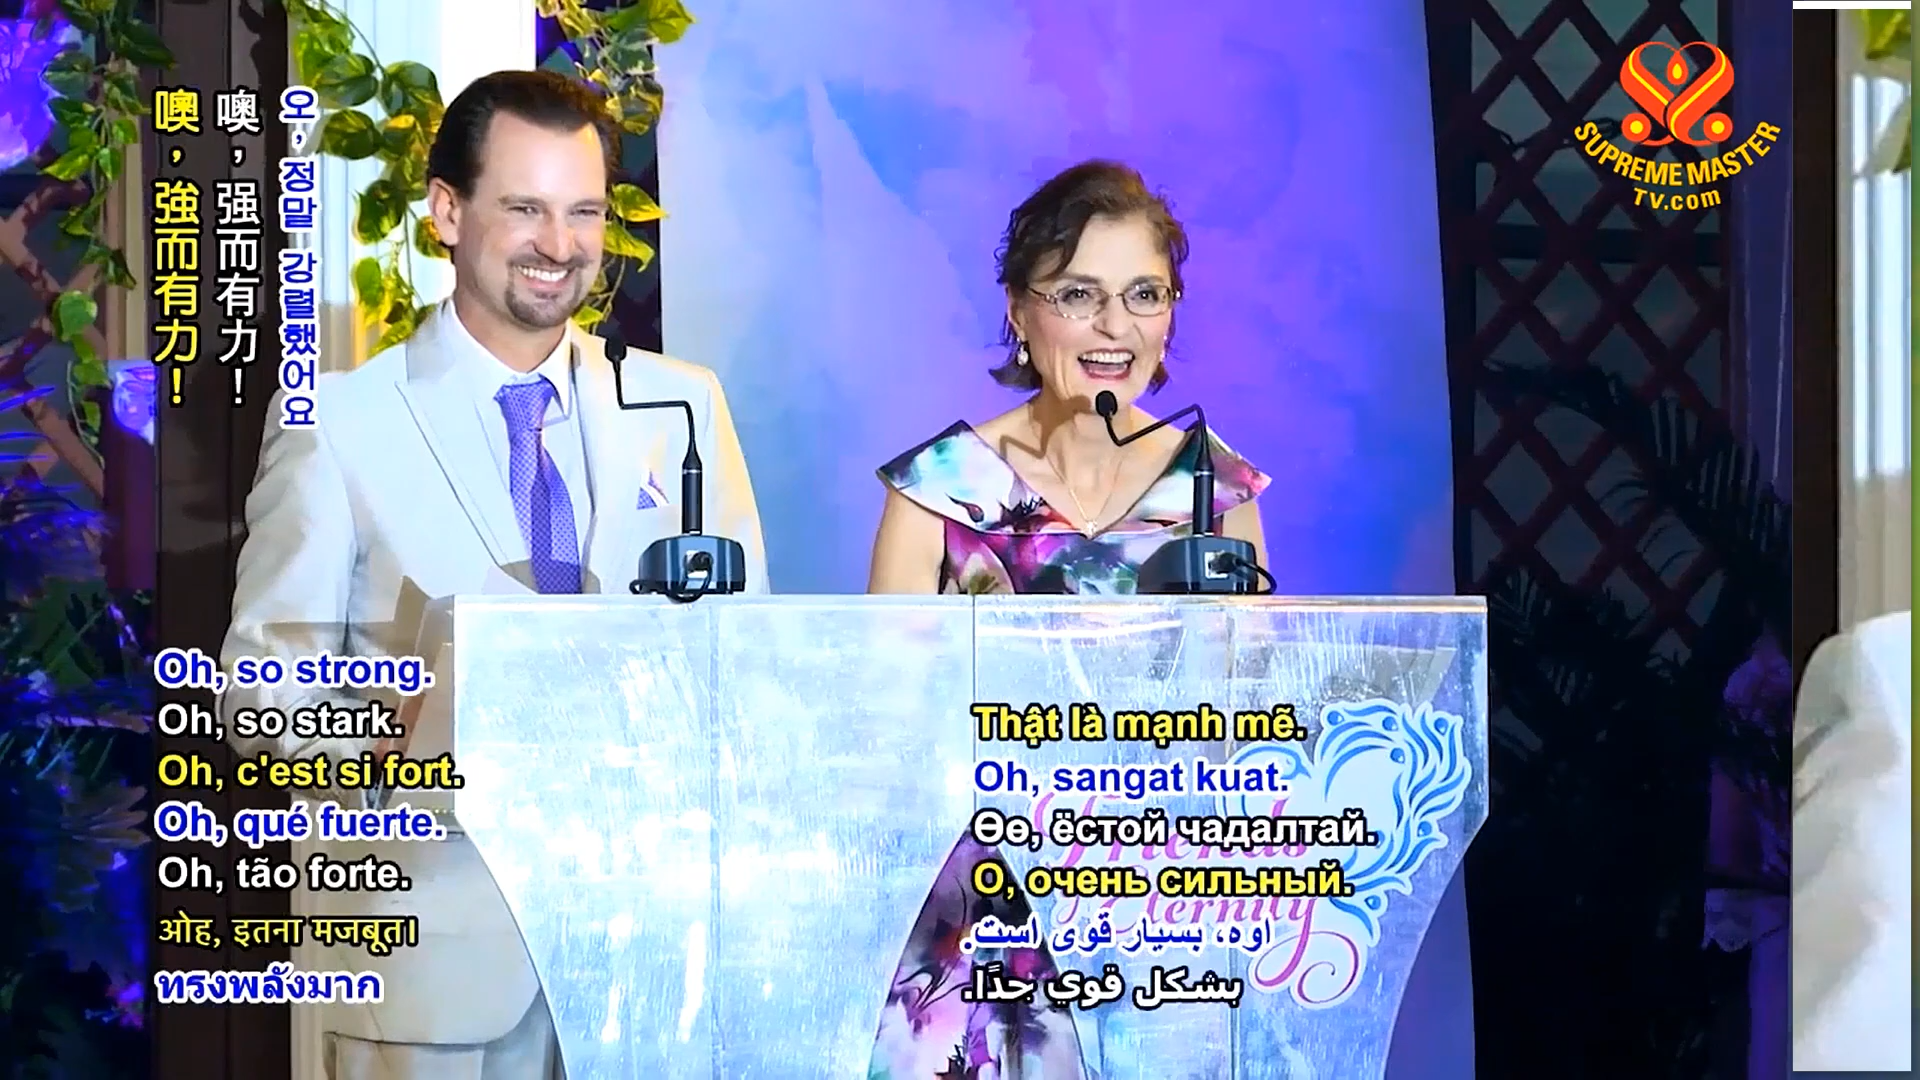 噢，強而有力！
噢，强而有力！
오, 정말 강렬했어요
SUPREME MASTER
TV.com
Oh, so strong.
Oh, so stark.
Oh, c'est si fort.
Oh, qué fuerte.
Oh, tão forte.
ओह, इतना मजबूत।
ทรงพลังมาก
Thật là mạnh mẽ.
Oh, sangat kuat.
Өө, ёстой чадалтай.
О, очень сильный.
اوه، بسیار قوی است.
بشكل قوي جدًا.
Friends
Eternity